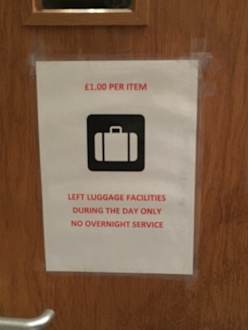 £1.00 PER ITEM
LEFT LUGGAGE FACILITIES
DURING THE DAY ONLY
NO OVERNIGHT SERVICE